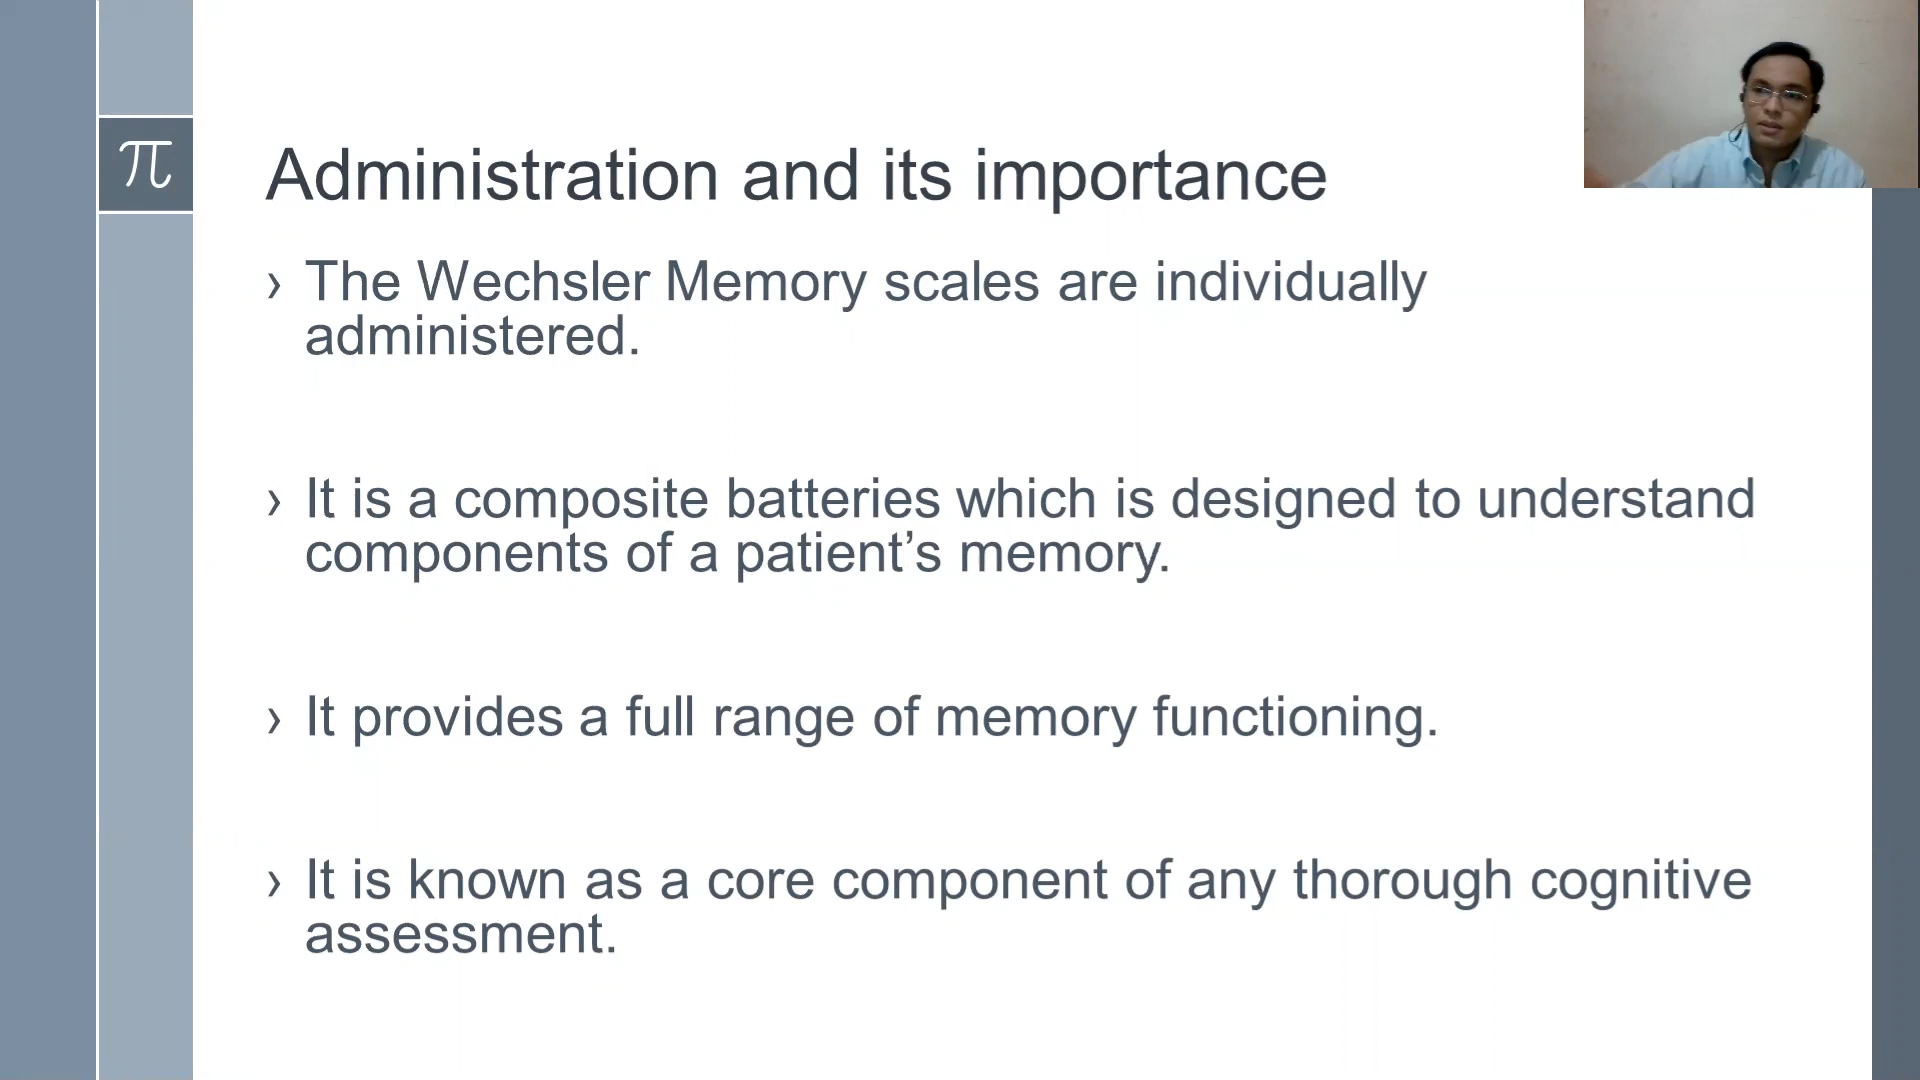 π
Administration and its importance
› The Wechsler Memory scales are individually
administered.
› It is a composite batteries which is designed to understand
components of a patient’s memory.
› It provides a full range of memory functioning.
› It is known as a core component of any thorough cognitive
assessment.